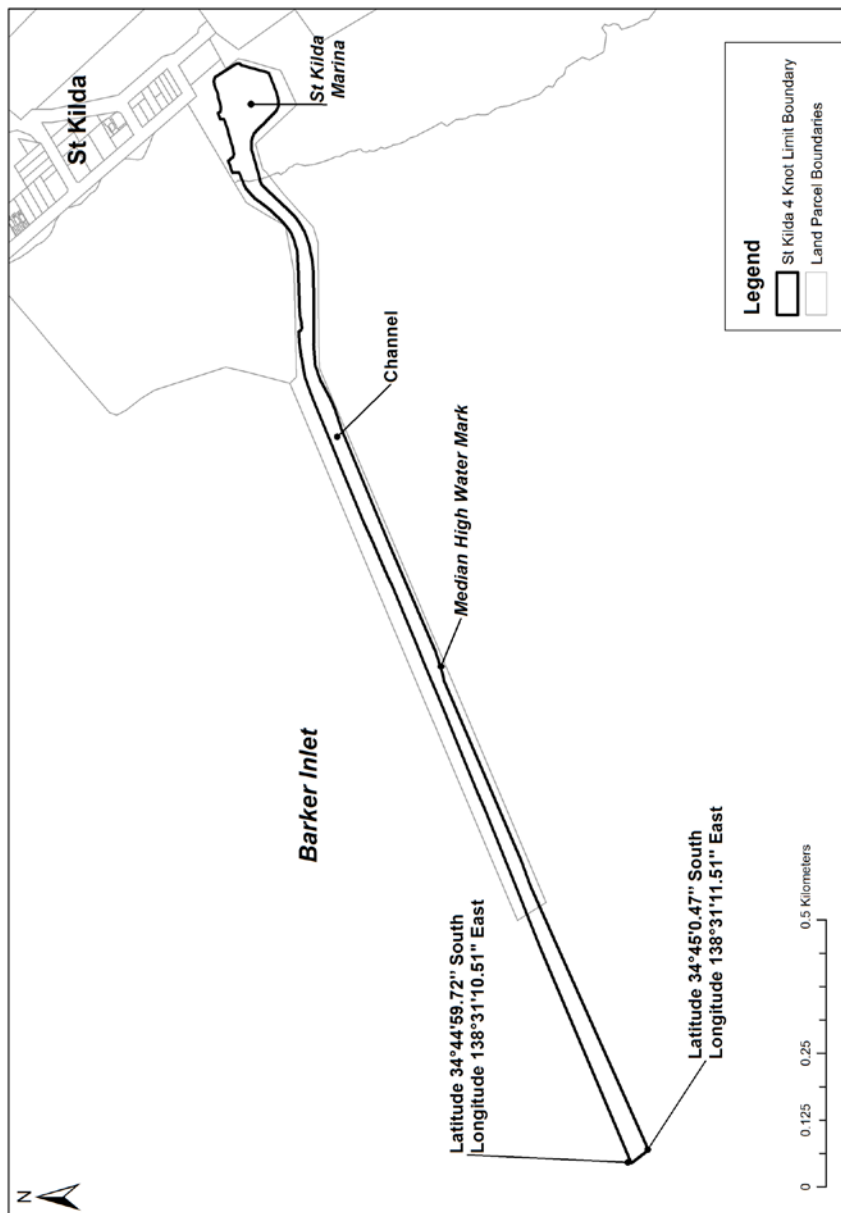 N
St Kilda
St Kilda
Marina
Channel
Median High Water Mark
Barker Inlet
Latitude 34°44'59.72" South
Longitude 138°31'10.51" East
Latitude 34°45'0.47" South
Longitude 138°31'11.51" East
0 0.125 0.25 0.5 Kilometers
Legend
St Kilda 4 Knot Limit Boundary
Land Parcel Boundaries